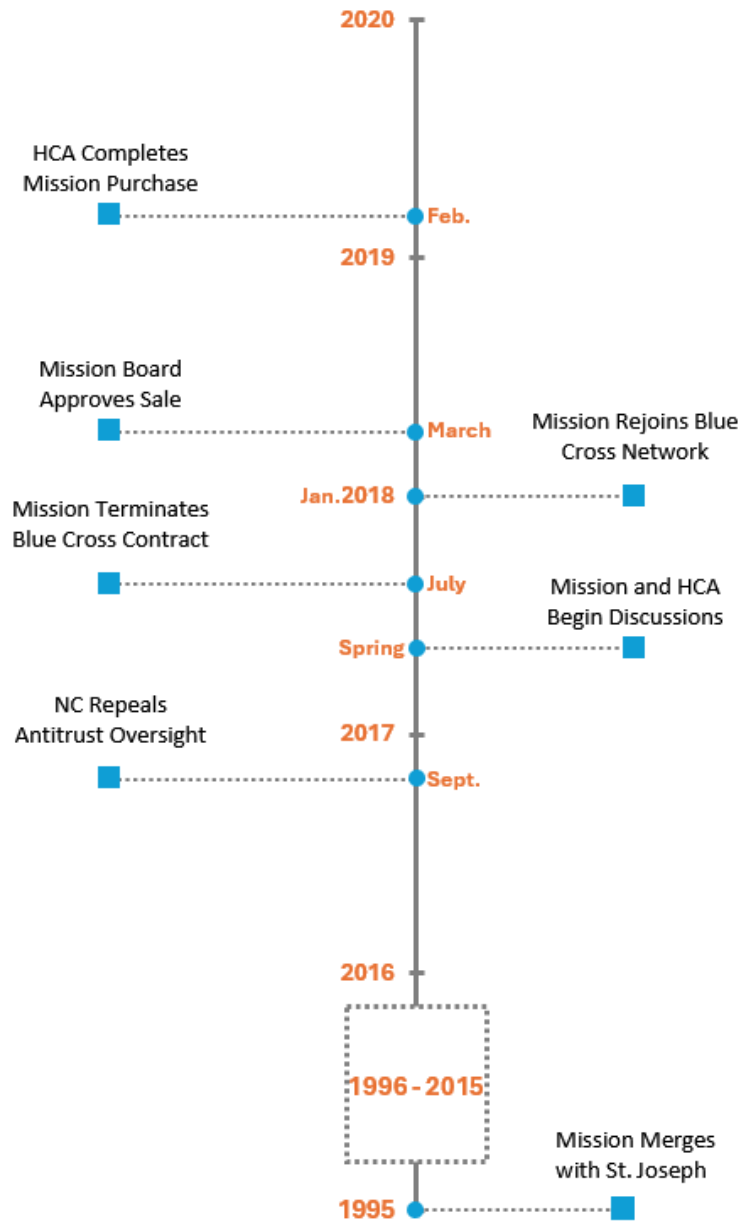 2020
HCA Completes
Mission Purchase
Feb.
2019
Mission Board
Approves Sale
March
Mission Rejoins Blue
Cross Network
Jan.2018
Mission Terminates
Blue Cross Contract
July
Mission and HCA
Begin Discussions
Spring
NC Repeals
Antitrust Oversight
2017
Sept.
2016
1996 - 2015
Mission Merges
with St. Joseph
1995